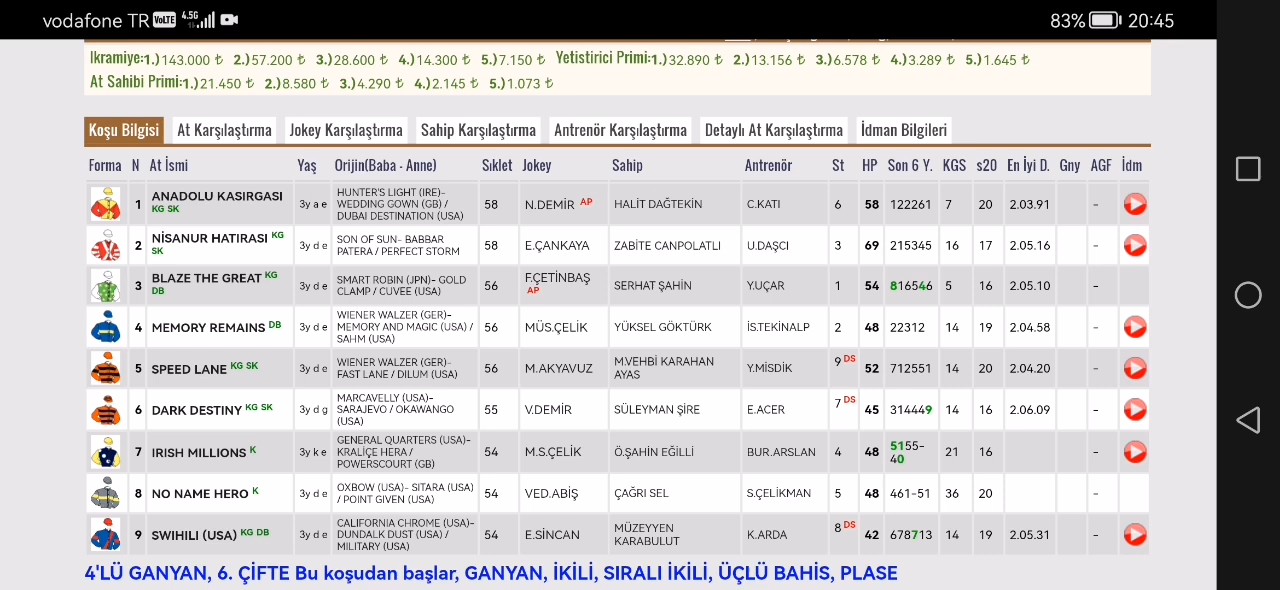 vodafone TR VoLTE 4.5G 83% 20:45
İkramiye:1.)143.000 ₺ 2.)57.200 ₺ 3.)28.600 ₺ 4.)14.300 ₺ 5.)7.150 ₺ Yetistirici Primi:1.)32.890 ₺ 2.)13.156 ₺ 3.)6.578 ₺ 4.)3.289 ₺ 5.)1.645 ₺
At Sahibi Primi:1.)21.450 ₺ 2.)8.580 ₺ 3.)4.290 ₺ 4.)2.145 ₺ 5.)1.073 ₺
Koşu Bilgisi At Karşılaştırma Jokey Karşılaştırma Sahip Karşılaştırma Antrenör Karşılaştırma Detaylı At Karşılaştırma İdman Bilgileri
Forma N At İsmi Yaş Orijin(Baba - Anne) Sıklet Jokey Sahip Antrenör St HP Son 6 Y. KGS s20 En İyi D. Gny AGF İdm
1 ANADOLU KASIRGASI KG SK 3y a e HUNTER'S LIGHT (IRE)- WEDDING GOWN (GB) / DUBAI DESTINATION (USA) 58 N.DEMİR AP HALİT DAĞTEKİN C.KATI 6 58 122261 7 20 2.03.91 -
2 NİSANUR HATIRASI KG SK 3y d e SON OF SUN- BABBAR PATERA / PERFECT STORM 58 E.ÇANKAYA ZABİTE CANPOLATLI U.DAŞCI 3 69 215345 16 17 2.05.16 -
3 BLAZE THE GREAT KG DB 3y d e SMART ROBIN (JPN)- GOLD CLAMP / CUVEE (USA) 56 F.ÇETİNBAŞ AP SERHAT ŞAHİN Y.UÇAR 1 54 816546 5 16 2.05.10 -
4 MEMORY REMAINS DB 3y d e WIENER WALZER (GER)- MEMORY AND MAGIC (USA) / SAHM (USA) 56 MÜS.ÇELİK YÜKSEL GÖKTÜRK İS.TEKİNALP 2 48 22312 14 19 2.04.58 -
5 SPEED LANE KG SK 3y d e WIENER WALZER (GER)- FAST LANE / DILUM (USA) 56 M.AKYAVUZ M.VEHBİ KARAHAN AYAS Y.MİSDİK 9 DS 52 712551 14 20 2.04.20 -
6 DARK DESTINY KG SK 3y d g MARCAVELLY (USA)- SARAJEVO / OKAWANGO (USA) 55 V.DEMİR SÜLEYMAN ŞİRE E.ACER 7 DS 45 314449 14 16 2.06.09 -
7 IRISH MILLIONS K 3y k e GENERAL QUARTERS (USA)- KRALİÇE HERA / POWERSCOURT (GB) 54 M.S.ÇELİK Ö.ŞAHİN EĞİLLİ BUR.ARSLAN 4 48 5155-40 21 16 -
8 NO NAME HERO K 3y d e OXBOW (USA)- SITARA (USA) / POINT GIVEN (USA) 54 VED.ABİŞ ÇAĞRI SEL S.ÇELİKMAN 5 48 461-51 36 20 -
9 SWIHILI (USA) KG DB 3y d e CALIFORNIA CHROME (USA)- DUNDALK DUST (USA) / MILITARY (USA) 54 E.SİNCAN MÜZEYYEN KARABULUT K.ARDA 8 DS 42 678713 14 19 2.05.31 -
4'LÜ GANYAN, 6. ÇİFTE Bu koşudan başlar, GANYAN, İKİLİ, SIRALI İKİLİ, ÜÇLÜ BAHİS, PLASE